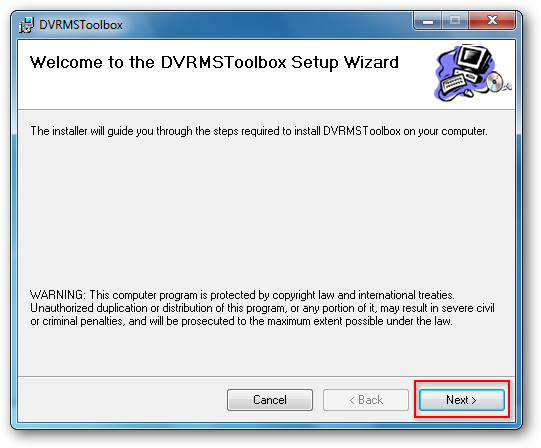 DVRMSToolbox
Welcome to the DVRMSToolbox Setup Wizard
The installer will guide you through the steps required to install DVRMSToolbox on your computer.
WARNING: This computer program is protected by copyright law and international treaties.
Unauthorized duplication or distribution of this program, or any portion of it, may result in severe civil
or criminal penalties, and will be prosecuted to the maximum extent possible under the law.
Cancel
< Back
Next >